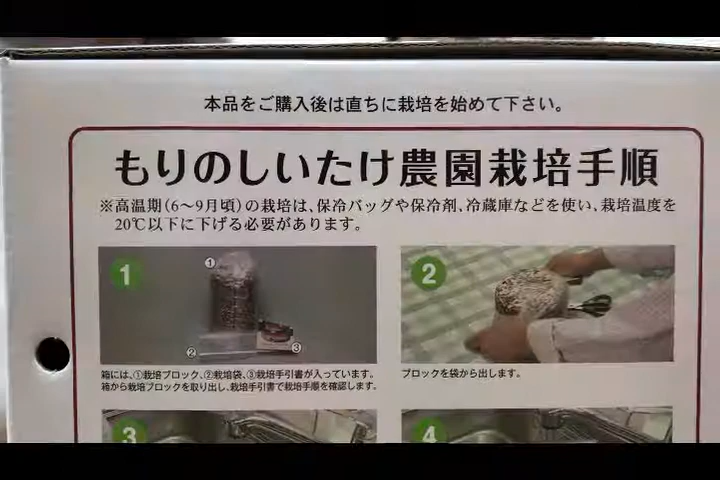 本品をご購入後は直ちに栽培を始めて下さい。
もりのしいたけ農園栽培手順
※高温期(6〜9月頃)の栽培は、保冷バッグや保冷剤、冷蔵庫などを使い、栽培温度を
20℃以下に下げる必要があります。
1
①
②
③
2
箱には、①栽培ブロック、②栽培袋、③栽培手引書が入っています。
箱から栽培ブロックを取り出し、栽培手引書で栽培手順を確認します。
ブロックを袋から出します。
3
4